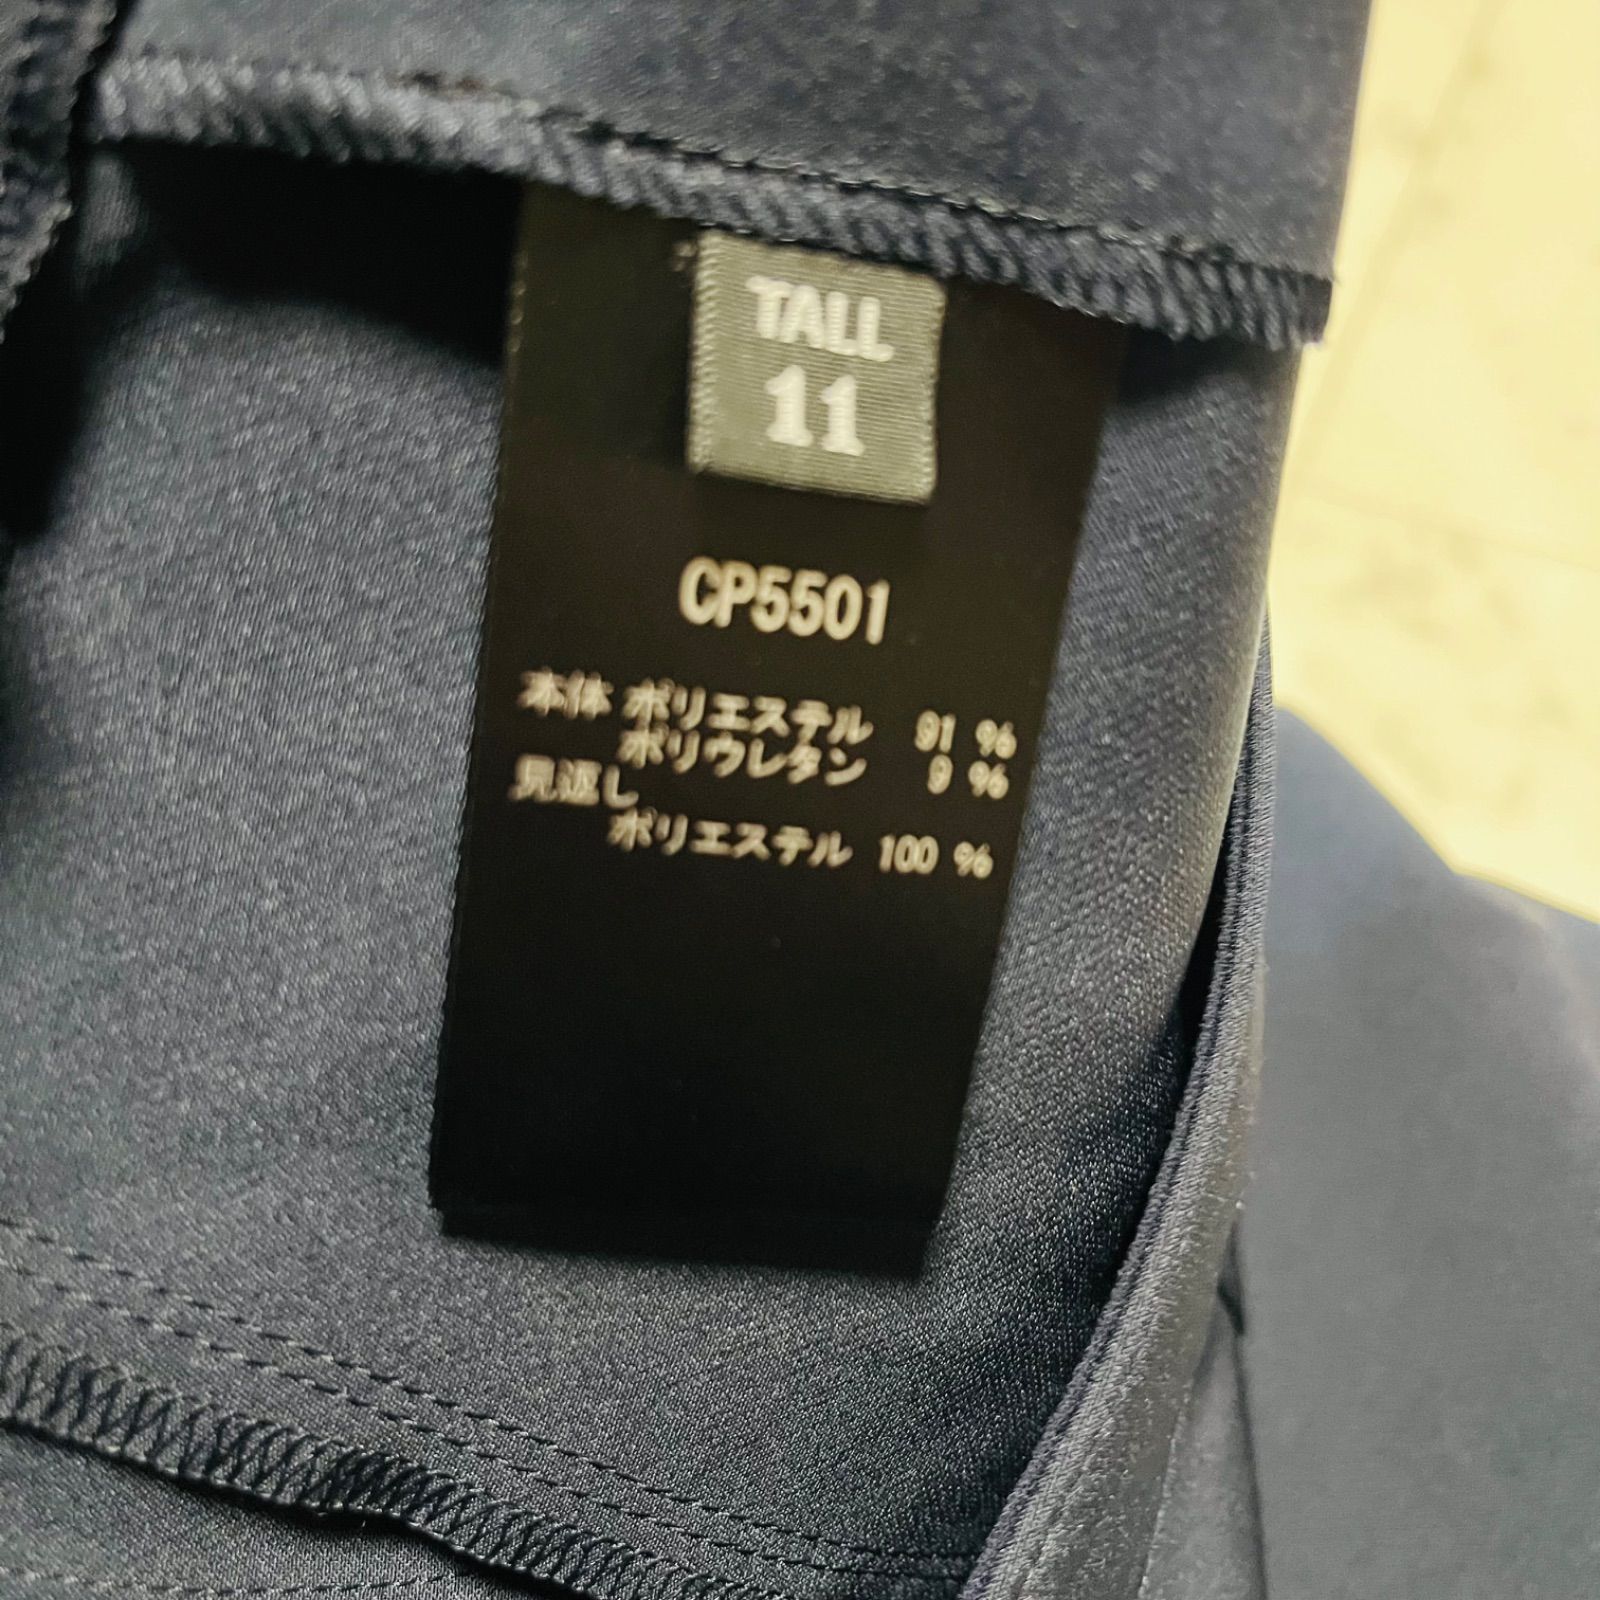 TALL
11
CP5501
本体 ポリエステル 91 %
ポリウレタン 9 %
見返し
ポリエステル 100 %